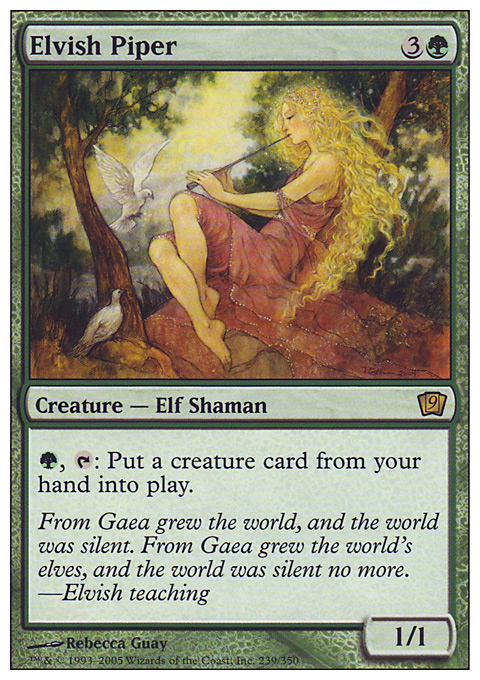 Elvish Piper 3
Creature — Elf Shaman 9
: Put a creature card from your
hand into play.
From Gaea grew the world, and the world
was silent. From Gaea grew the world's
elves, and the world was silent no more.
—Elvish teaching
Rebecca Guay
1/1
™ & © 1993–2005 Wizards of the Coast, Inc. 239/350